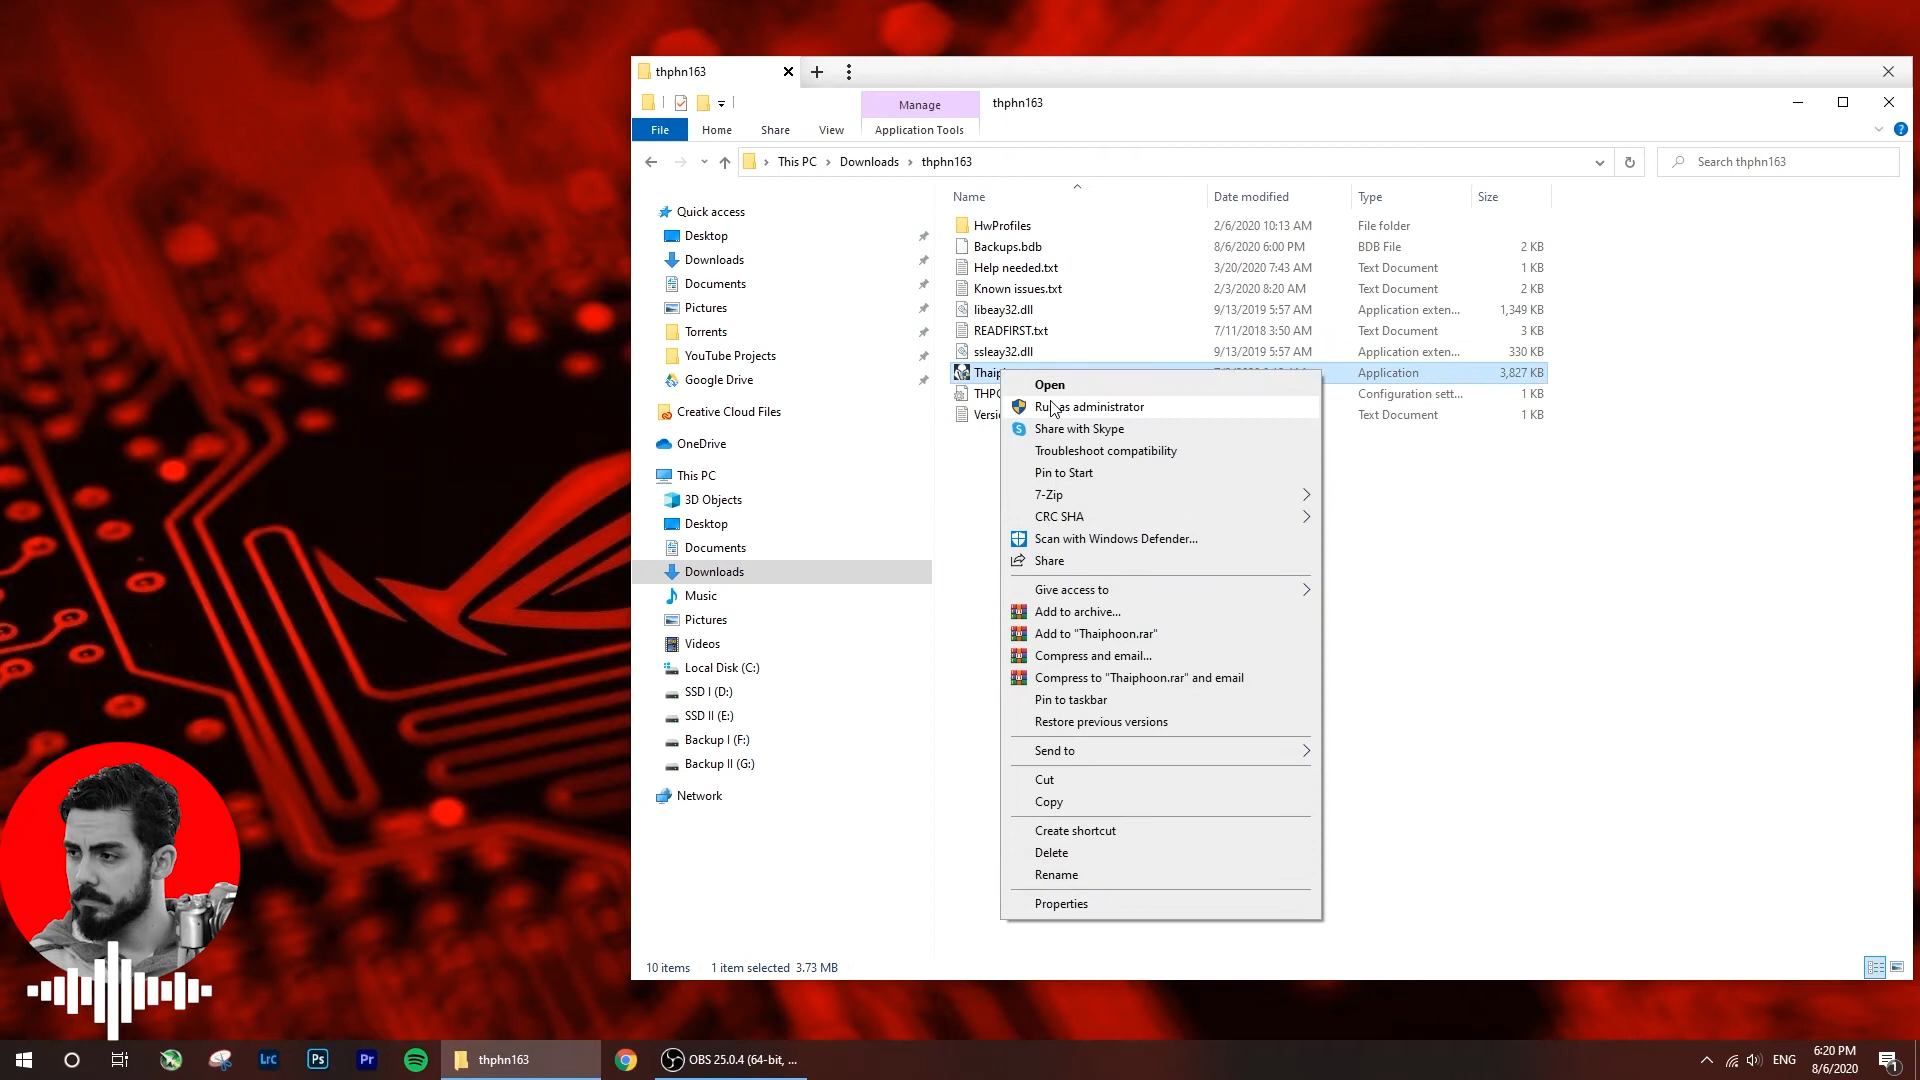 thphn163
Manage
thphn163
File
Home
Share
View
Application Tools
This PC
Downloads
thphn163
Search thphn163
Name
Date modified
Type
Size
Quick access
Desktop
Downloads
Documents
Pictures
Torrents
YouTube Projects
Google Drive
Creative Cloud Files
OneDrive
This PC
3D Objects
Desktop
Documents
Downloads
Music
Pictures
Videos
Local Disk (C:)
SSD I (D:)
SSD II (E:)
Backup I (F:)
Backup II (G:)
Network
HwProfiles 2/6/2020 10:13 AM File folder
Backups.bdb 8/6/2020 6:00 PM BDB File 2 KB
Help needed.txt 3/20/2020 7:43 AM Text Document 1 KB
Known issues.txt 2/3/2020 8:20 AM Text Document 2 KB
libeay32.dll 9/13/2019 5:57 AM Application exten... 1,349 KB
READFIRST.txt 7/11/2018 3:50 AM Text Document 3 KB
ssleay32.dll 9/13/2019 5:57 AM Application exten... 330 KB
Application 3,827 KB
Configuration sett... 1 KB
Text Document 1 KB
Open
Run as administrator
Share with Skype
Troubleshoot compatibility
Pin to Start
7-Zip
CRC SHA
Scan with Windows Defender...
Share
Give access to
Add to archive...
Add to "Thaiphoon.rar"
Compress and email...
Compress to "Thaiphoon.rar" and email
Pin to taskbar
Restore previous versions
Send to
Cut
Copy
Create shortcut
Delete
Rename
Properties
10 items
1 item selected 3.73 MB
Lrc
Ps
Pr
thphn163
OBS 25.0.4 (64-bit, ...
ENG
6:20 PM
8/6/2020
1